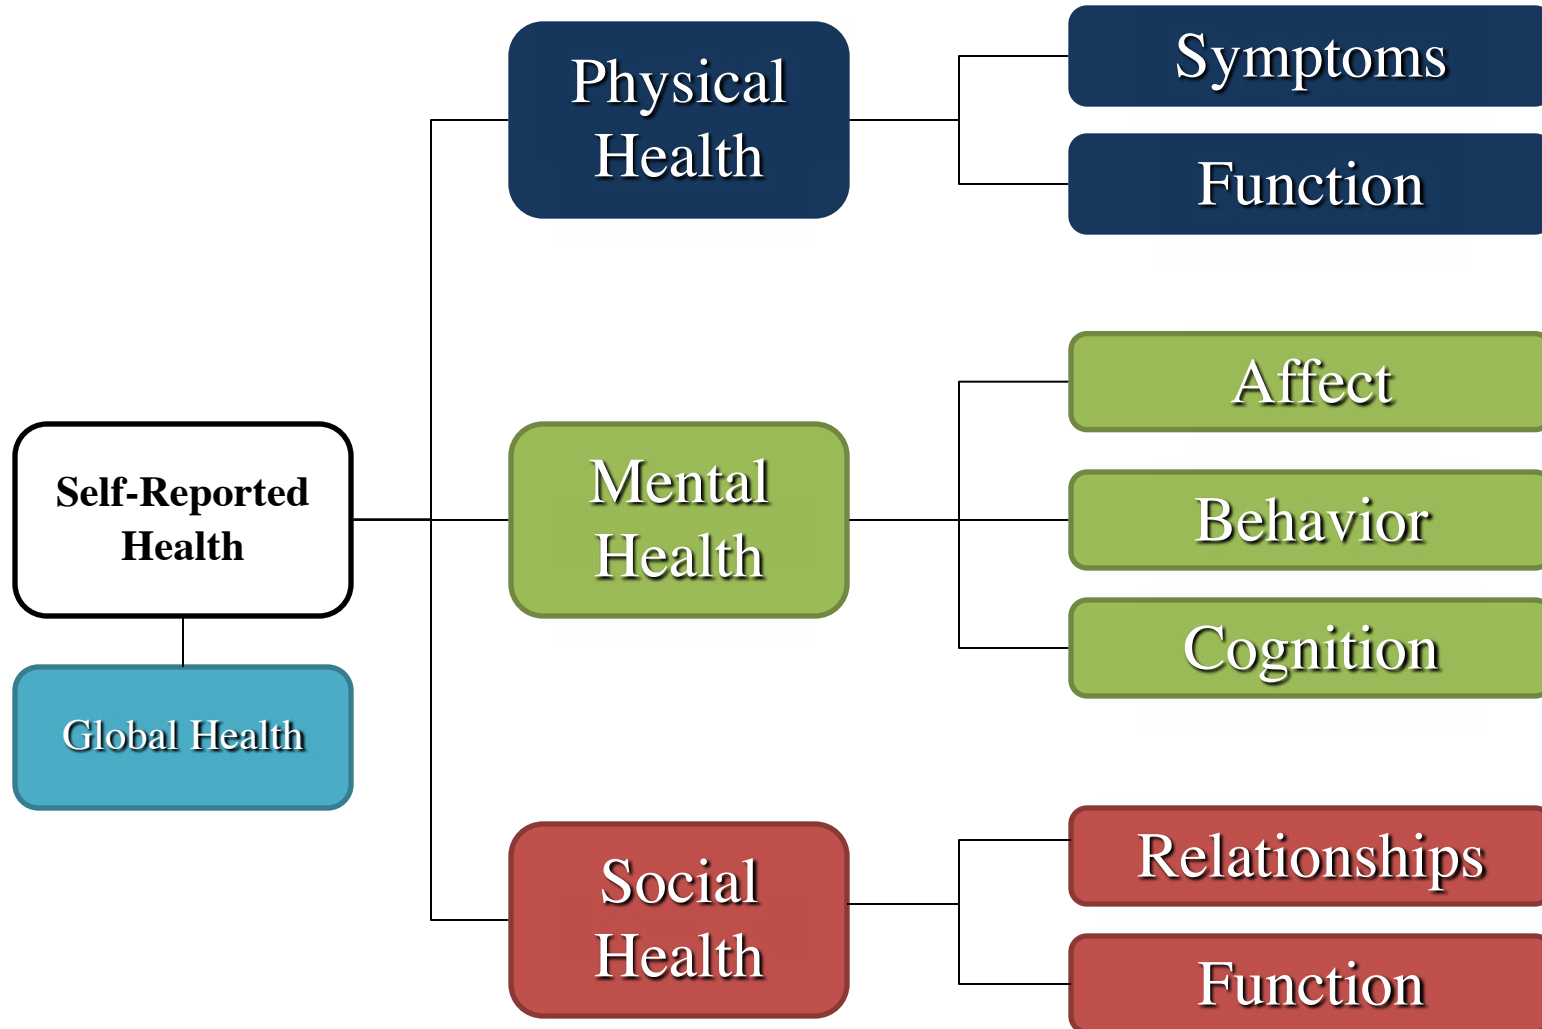 Physical
Health
Symptoms
Function
Self-Reported
Health
Global Health
Mental
Health
Affect
Behavior
Cognition
Social
Health
Relationships
Function